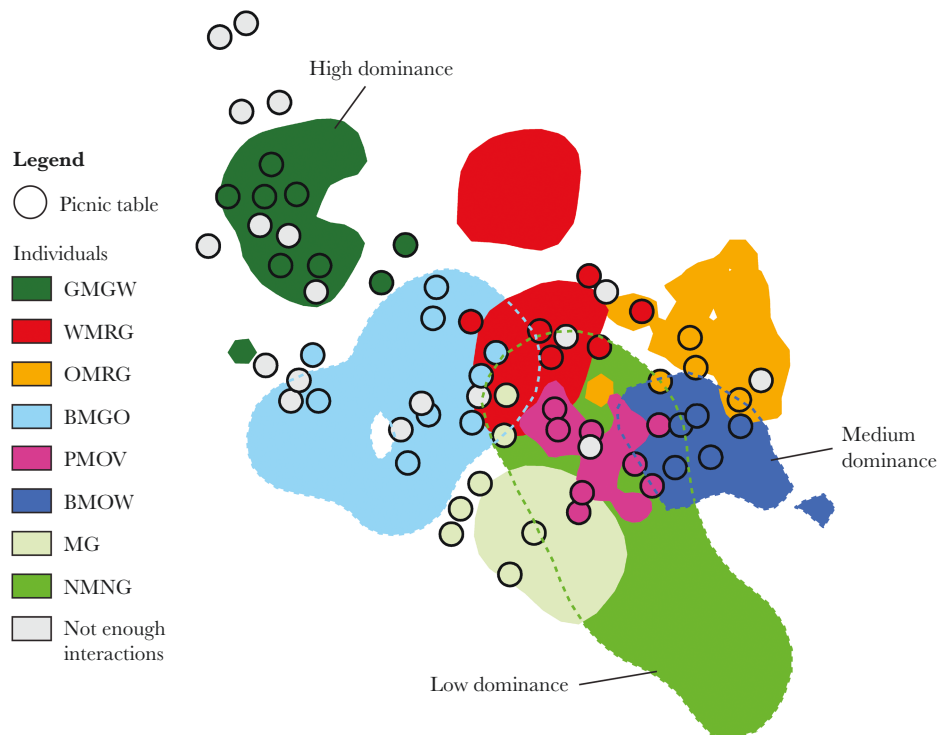 High dominance
Legend
Picnic table
Individuals
GMGW
WMRG
OMRG
BMGO
PMOV
BMOW
MG
NMNG
Not enough
interactions
Medium
dominance
Low dominance